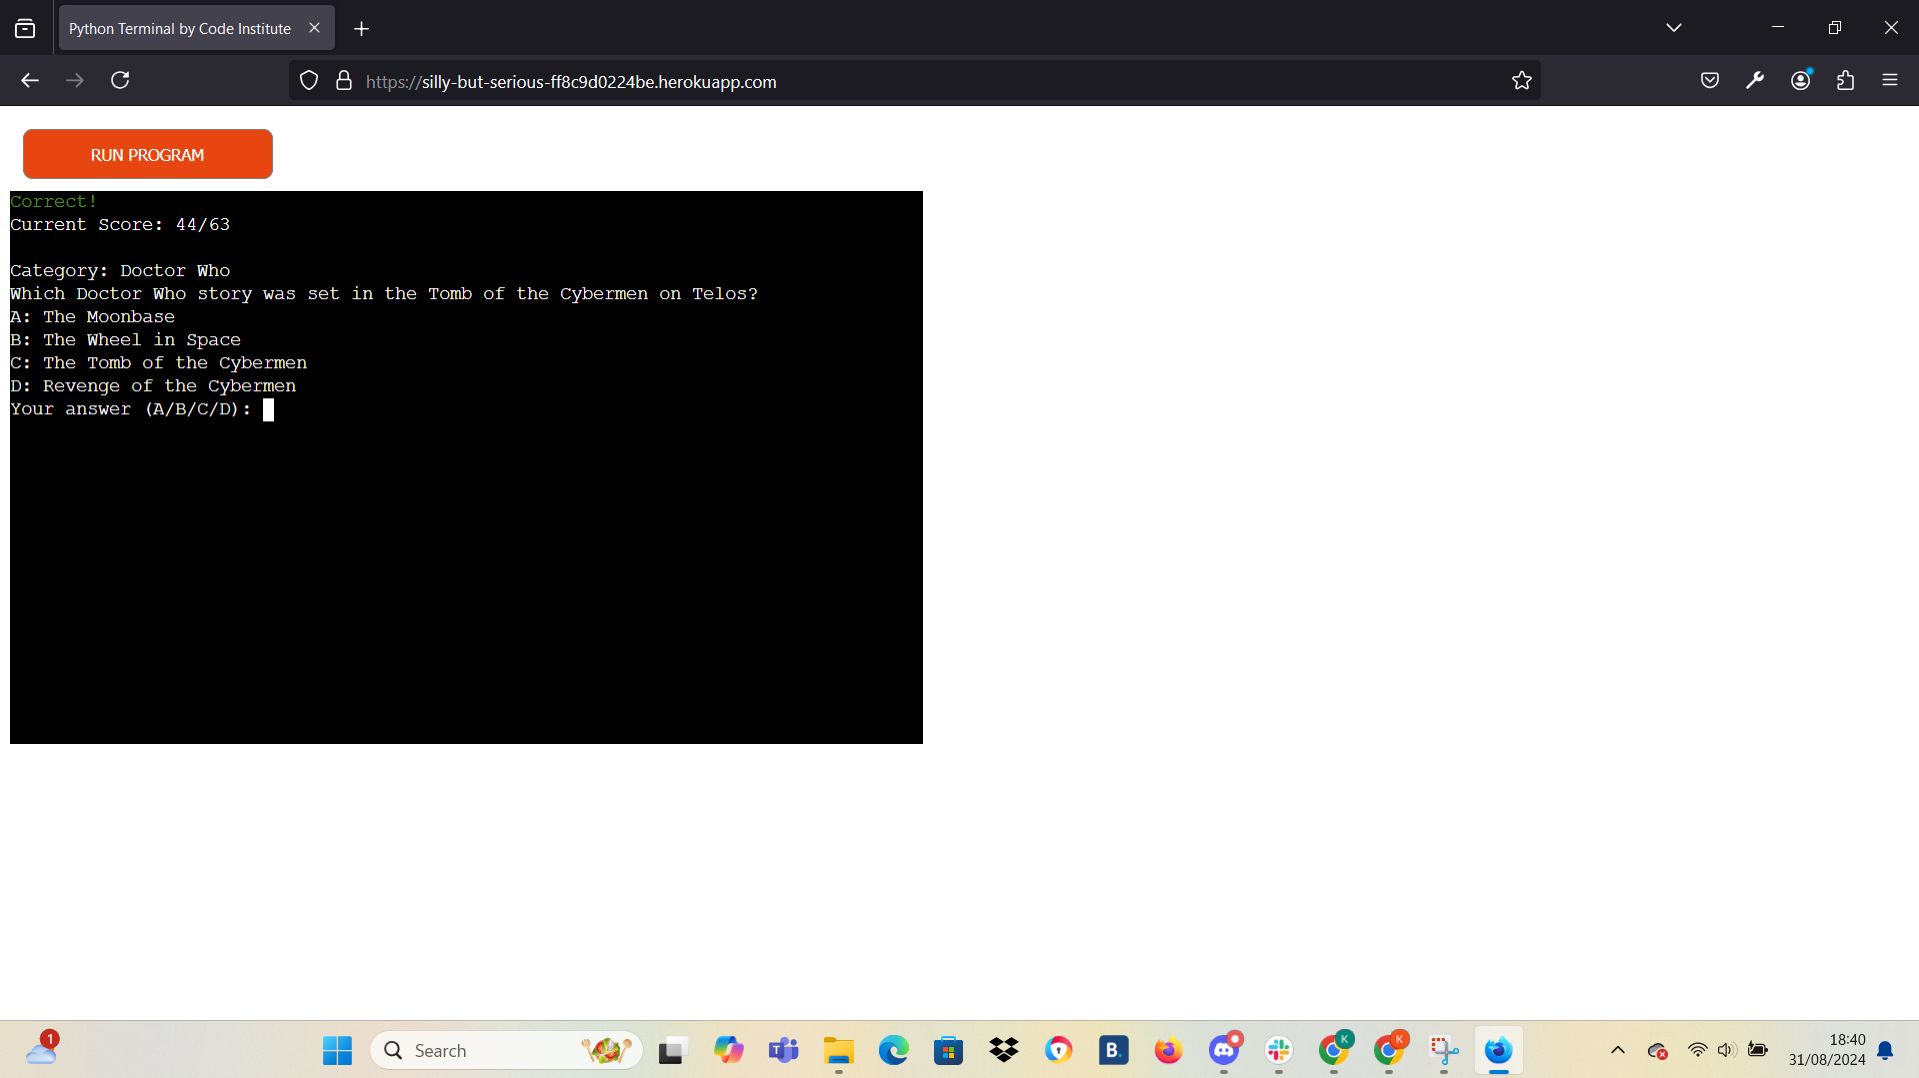 Python Terminal by Code Institute
https://silly-but-serious-ff8c9d0224be.herokuapp.com
RUN PROGRAM
Correct!
Current Score: 44/63
Category: Doctor Who
Which Doctor Who story was set in the Tomb of the Cybermen on Telos?
A: The Moonbase
B: The Wheel in Space
C: The Tomb of the Cybermen
D: Revenge of the Cybermen
Your answer (A/B/C/D):
1
Search
B.
K
K
18:40
31/08/2024